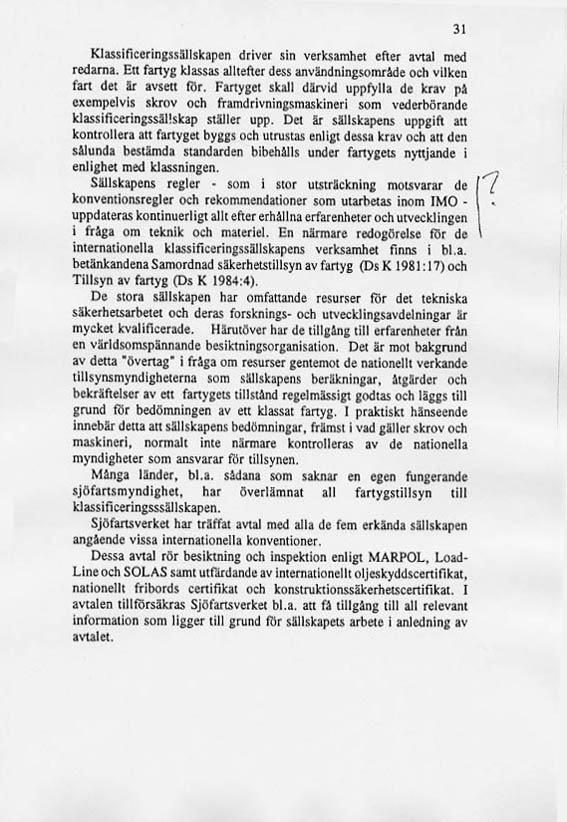 31
Klassificeringssällskapen driver sin verksamhet efter avtal med
redarna. Ett fartyg klassas alltefter dess användningsområde och vilken
fart det är avsett för. Fartyget skall därvid uppfylla de krav på
exempelvis skrov och framdrivningsmaskineri som vederbörande
klassificeringssällskap ställer upp. Det är sällskapens uppgift att
kontrollera att fartyget byggs och utrustas enligt dessa krav och att den
sålunda bestämda standarden bibehålls under fartygets nyttjande i
enlighet med klassningen.
Sällskapens regler - som i stor utsträckning motsvarar de
konventionsregler och rekommendationer som utarbetas inom IMO -
uppdateras kontinuerligt allt efter erhållna erfarenheter och utvecklingen
i fråga om teknik och materiel. En närmare redogörelse för de
internationella klassificeringssällskapens verksamhet finns i bl.a.
betänkandena Samordnad säkerhetstillsyn av fartyg (Ds K 1981:17) och
Tillsyn av fartyg (Ds K 1984:4).
?
De stora sällskapen har omfattande resurser för det tekniska
säkerhetsarbetet och deras forsknings- och utvecklingsavdelningar är
mycket kvalificerade. Härutöver har de tillgång till erfarenheter från
en världsomspännande besiktningsorganisation. Det är mot bakgrund
av detta "övertag" i fråga om resurser gentemot de nationellt verkande
tillsynsmyndigheterna som sällskapens beräkningar, åtgärder och
bekräftelser av ett fartygets tillstånd regelmässigt godtas och läggs till
grund för bedömningen av ett klassat fartyg. I praktiskt hänseende
innebär detta att sällskapens bedömningar, främst i vad gäller skrov och
maskineri, normalt inte närmare kontrolleras av de nationella
myndigheter som ansvarar för tillsynen.
Många länder, bl.a. sådana som saknar en egen fungerande
sjöfartsmyndighet, har överlämnat all fartygstillsyn till
klassificeringsssällskapen.
Sjöfartsverket har träffat avtal med alla de fem erkända sällskapen
angående vissa internationella konventioner.
Dessa avtal rör besiktning och inspektion enligt MARPOL, Load-
Line och SOLAS samt utfärdande av internationellt oljeskyddscertifikat,
nationellt fribords certifikat och konstruktionssäkerhetscertifikat. I
avtalen tillförsäkras Sjöfartsverket bl.a. att få tillgång till all relevant
information som ligger till grund för sällskapets arbete i anledning av
avtalet.